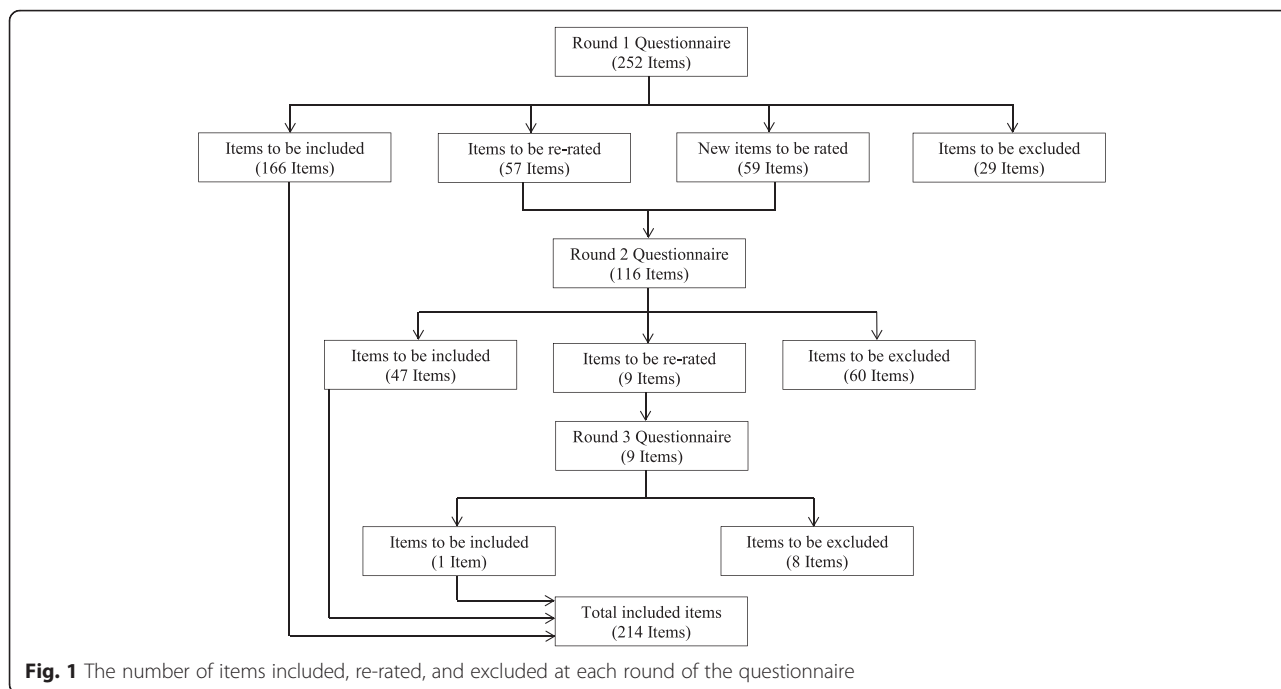 Round 1 Questionnaire
(252 Items)
Items to be included
(166 Items)
Items to be re-rated
(57 Items)
New items to be rated
(59 Items)
Items to be excluded
(29 Items)
Round 2 Questionnaire
(116 Items)
Items to be included
(47 Items)
Items to be re-rated
(9 Items)
Items to be excluded
(60 Items)
Round 3 Questionnaire
(9 Items)
Items to be included
(1 Item)
Items to be excluded
(8 Items)
Total included items
(214 Items)
Fig. 1 The number of items included, re-rated, and excluded at each round of the questionnaire